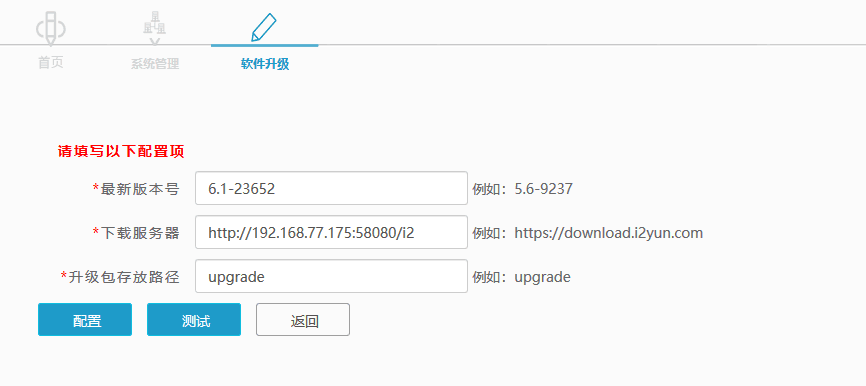 首页 系统管理 软件升级
请填写以下配置项
*最新版本号 6.1-23652 例如：5.6-9237
*下载服务器 http://192.168.77.175:58080/i2 例如：https://download.i2yun.com
*升级包存放路径 upgrade 例如：upgrade
配置 测试 返回